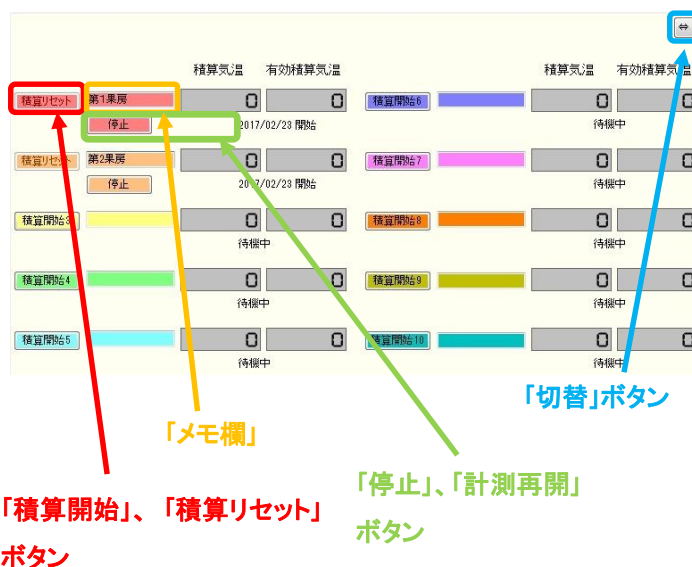 ⇔
積算気温 有効積算気温 積算気温 有効積算気温
積算リセット 第1果房 0 0 積算開始6 0 0
停止 2017/02/23 開始 待機中
積算リセット 第2果房 0 0 積算開始7 0 0
停止 2017/02/23 開始 待機中
積算開始3 0 0 積算開始8 0 0
待機中 待機中
積算開始4 0 0 積算開始9 0 0
待機中 待機中
積算開始5 0 0 積算開始10 0 0
待機中 待機中
「切替」ボタン
「メモ欄」
「停止」、「計測再開」
ボタン
「積算開始」、「積算リセット」
ボタン